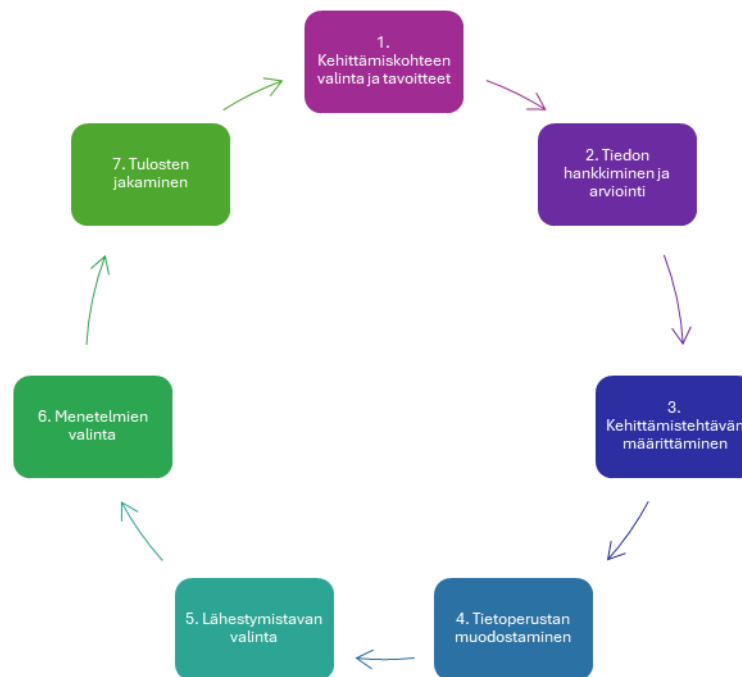 1.
Kehittämiskohteen
valinta ja tavoitteet
2. Tiedon
hankkiminen ja
arviointi
3.
Kehittämistehtävän
määrittäminen
4. Tietoperustan
muodostaminen
5. Lähestymistavan
valinta
6. Menetelmien
valinta
7. Tulosten
jakaminen